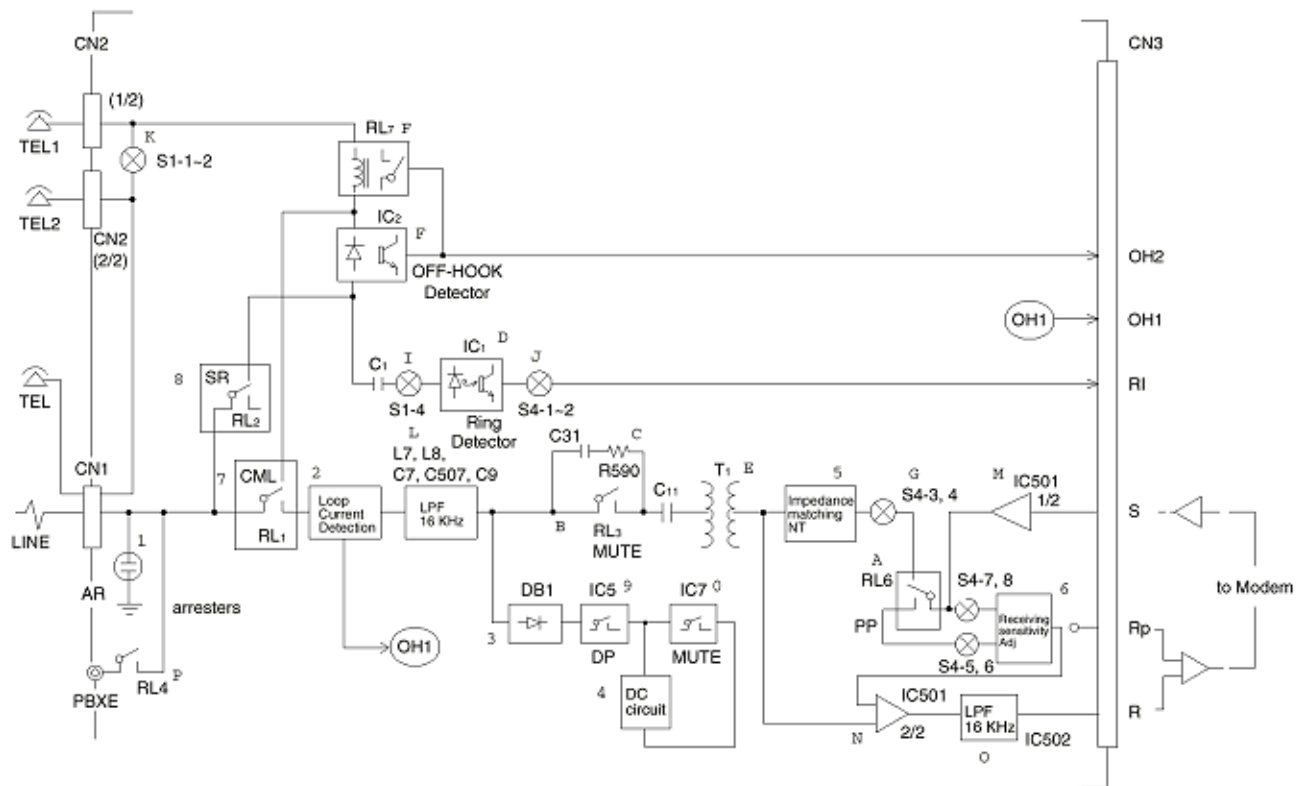 CN2
CN3
(1/2)
TEL1
K
S1-1~2
RL7 F
TEL2
CN2
(2/2)
IC2
F
OFF-HOOK
Detector
OH2
OH1
OH1
TEL
8
SR
RL2
C1
I
S1-4
IC1
D
Ring
Detector
J
S4-1~2
RI
CN1
7
CML
RL1
2
Loop
Current
Detection
L
L7, L8,
C7, C507, C9
LPF
16 KHz
C31
C
R590
B
RL3
MUTE
C11
T1
E
5
Impedance
matching
NT
G
S4-3, 4
M
IC501
1/2
S
LINE
1
AR
arresters
P
RL4
PBXE
OH1
3
DB1
IC5
9
DP
IC7
0
MUTE
4
DC
circuit
A
RL6
PP
S4-7, 8
6
Receiving
sensitivity
Adj
S4-5, 6
Rp
to Modem
N
IC501
2/2
LPF
16 KHz
IC502
O
R